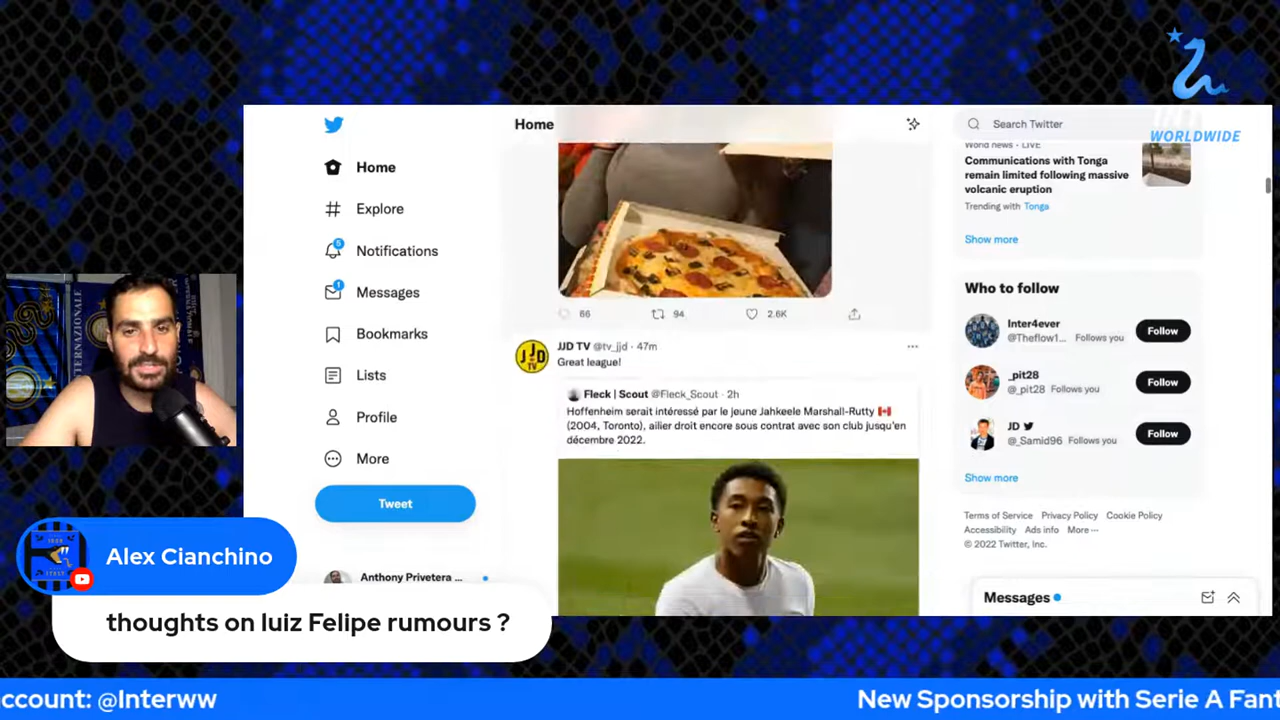 WORLDWIDE
Home
Home
Explore
5
Notifications
1
Messages
Bookmarks
Lists
Profile
More
Tweet
Anthony Privetera ...
66
94
2.6K
JJD TV @tv_jjd · 47m
Great league!
JJD
TV
Fleck | Scout @Fleck_Scout · 2h
Hoffenheim serait intéressé par le jeune Jahkeele Marshall-Rutty 🇨🇦
(2004, Toronto), ailier droit encore sous contrat avec son club jusqu'en
décembre 2022.
Search Twitter
World news · LIVE
Communications with Tonga
remain limited following massive
volcanic eruption
Trending with Tonga
Show more
Who to follow
Inter4ever
@Theflow1... Follows you
Follow
_pit28
@_pit28 Follows you
Follow
JD
@_Samid96 Follows you
Follow
Show more
Terms of Service Privacy Policy Cookie Policy
Accessibility Ads info More ···
© 2022 Twitter, Inc.
Messages
Alex Cianchino
thoughts on luiz Felipe rumours ?
ccount: @Interww
New Sponsorship with Serie A Fant